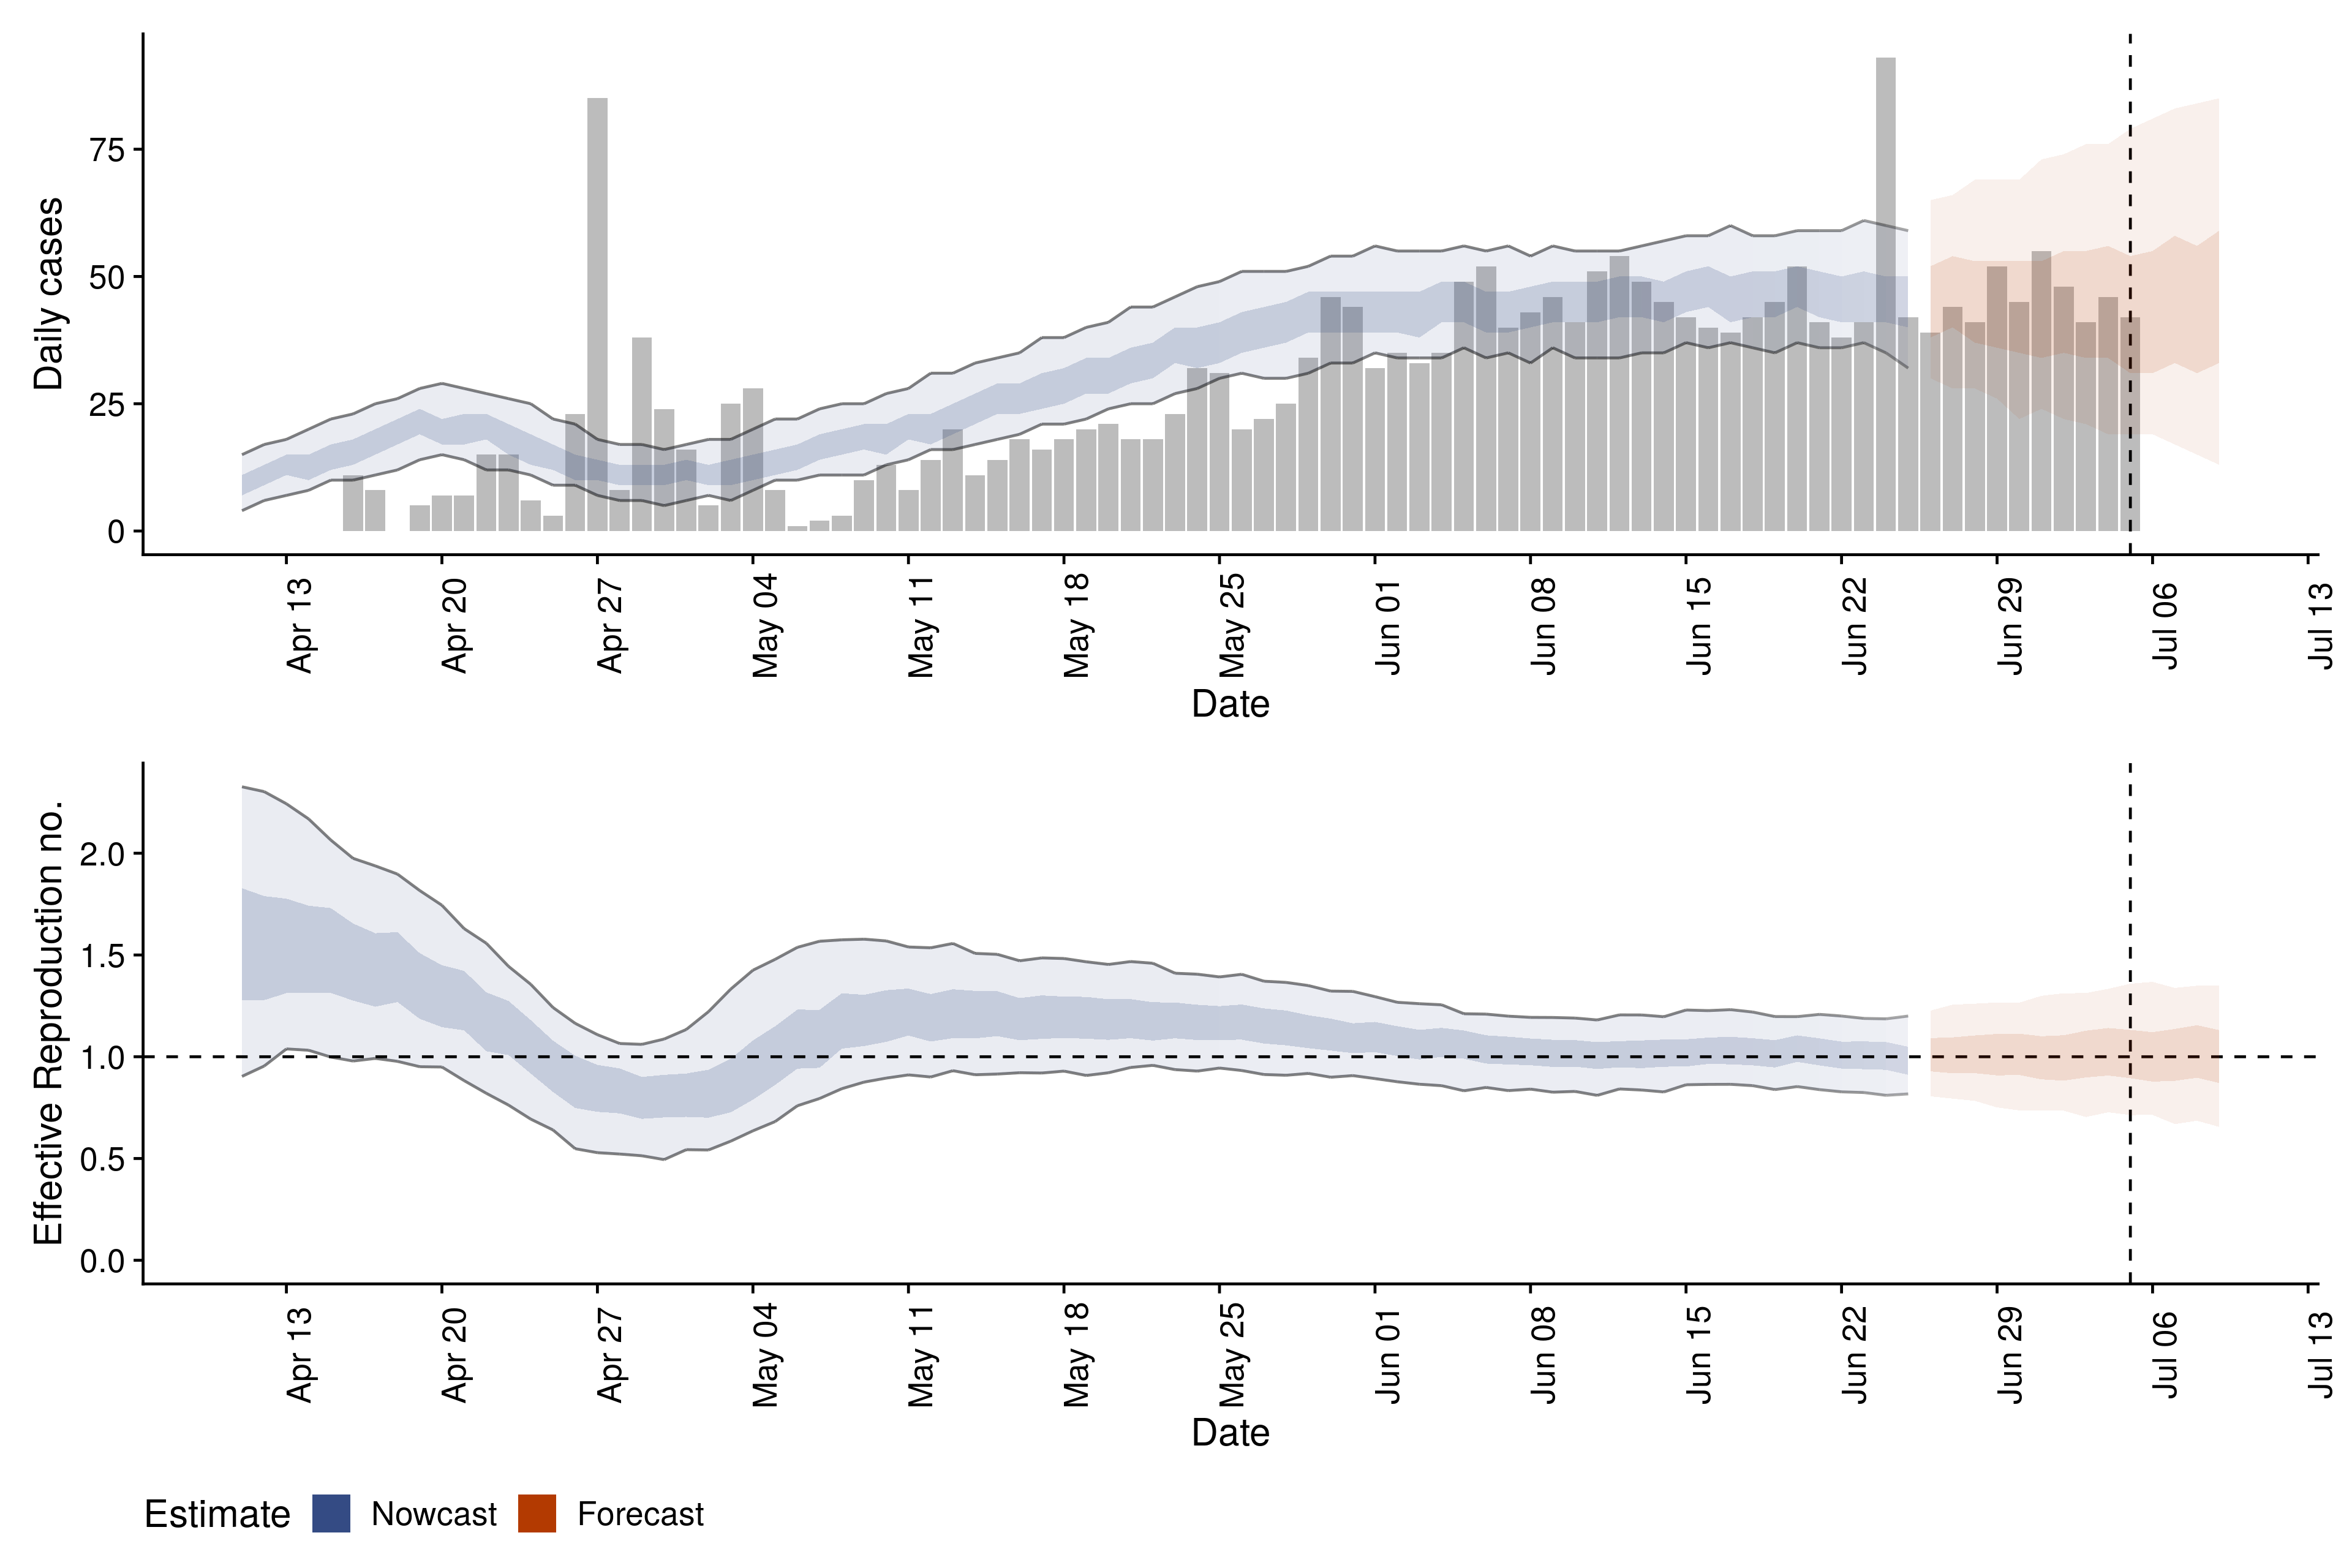 Daily cases
75
50
25
0
Apr 13
Apr 20
Apr 27
May 04
May 11
May 18
May 25
Jun 01
Jun 08
Jun 15
Jun 22
Jun 29
Jul 06
Jul 13
Date
Effective Reproduction no.
2.0
1.5
1.0
0.5
0.0
Apr 13
Apr 20
Apr 27
May 04
May 11
May 18
May 25
Jun 01
Jun 08
Jun 15
Jun 22
Jun 29
Jul 06
Jul 13
Date
Estimate Nowcast Forecast